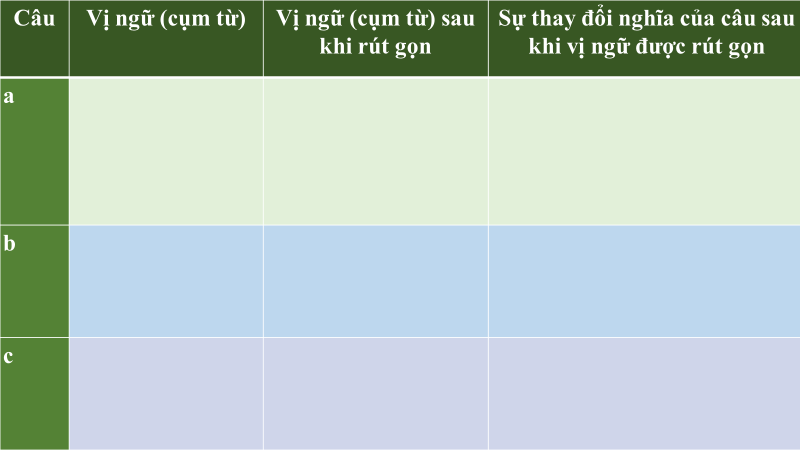 Câu
Vị ngữ (cụm từ)
Vị ngữ (cụm từ) sau
khi rút gọn
Sự thay đổi nghĩa của câu sau
khi vị ngữ được rút gọn
a
b
c